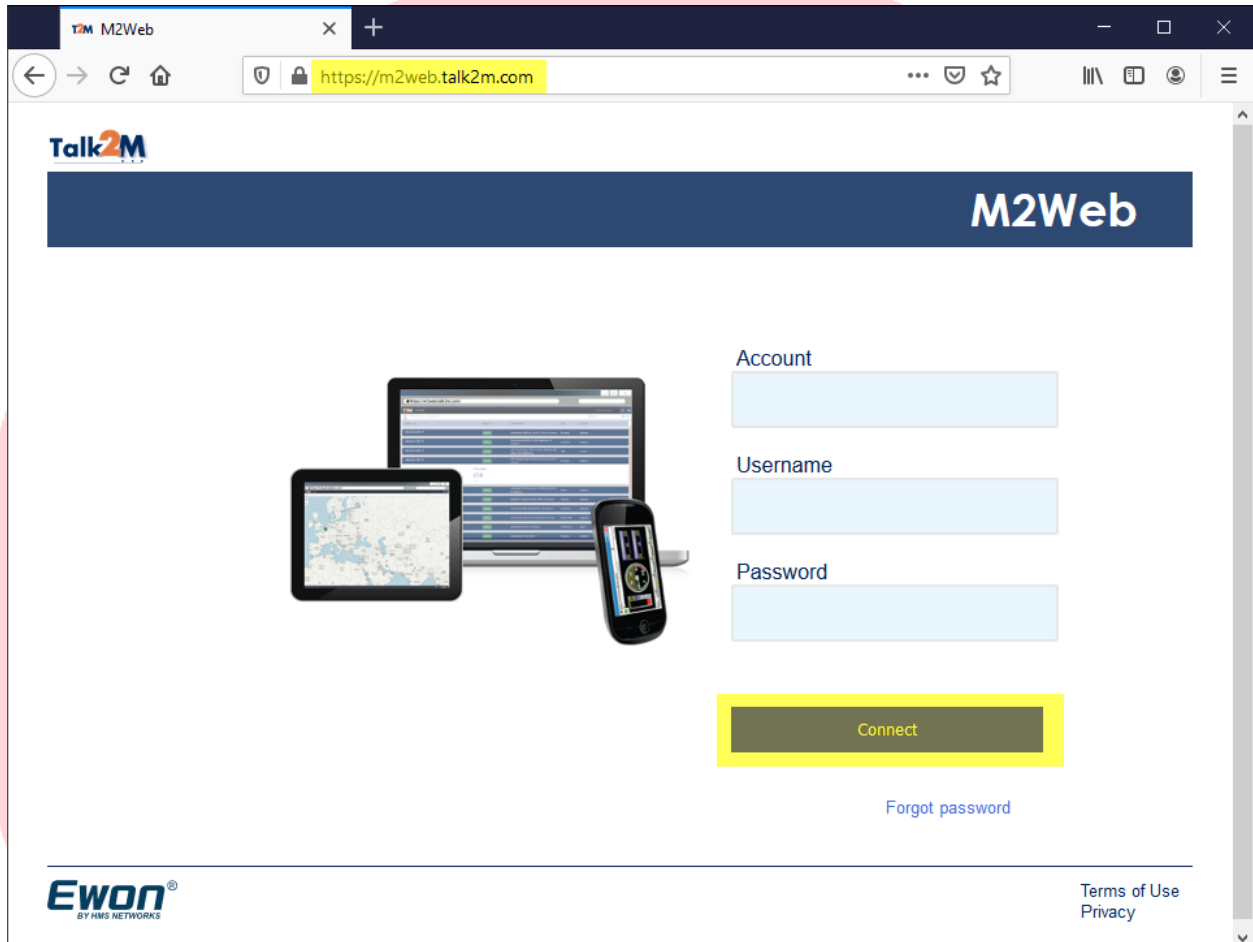 T2M M2Web
https://m2web.talk2m.com
Talk2M
M2Web
Account
Username
Password
Connect
Forgot password
Ewon®
BY HMS NETWORKS
Terms of Use
Privacy